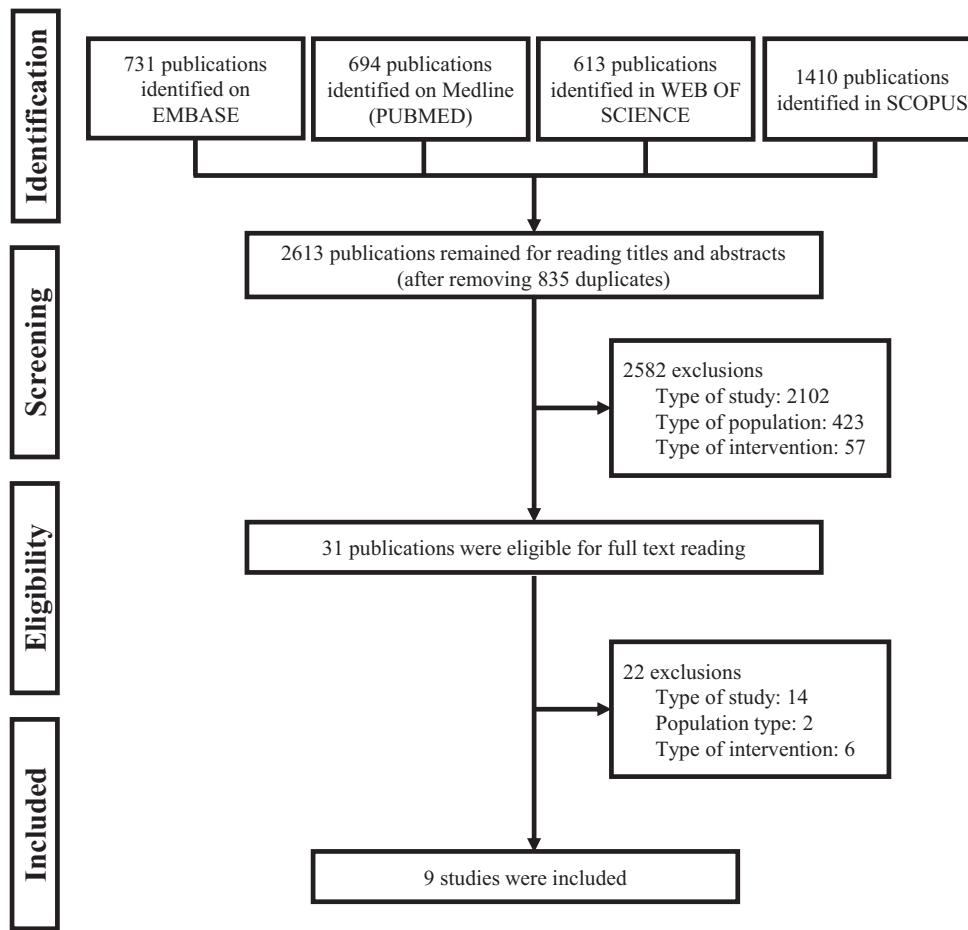 Identification
731 publications
identified on
EMBASE
694 publications
identified on Medline
(PUBMED)
613 publications
identified in WEB OF
SCIENCE
1410 publications
identified in SCOPUS
Screening
2613 publications remained for reading titles and abstracts
(after removing 835 duplicates)
2582 exclusions
Type of study: 2102
Type of population: 423
Type of intervention: 57
Eligibility
31 publications were eligible for full text reading
22 exclusions
Type of study: 14
Population type: 2
Type of intervention: 6
Included
9 studies were included